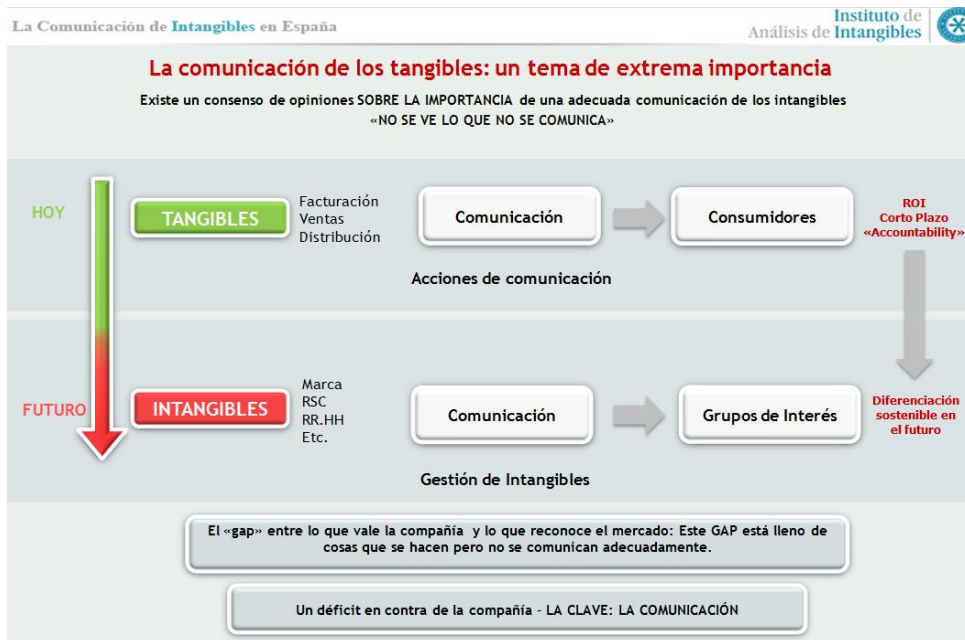 La Comunicación de Intangibles en España
Instituto de
Análisis de Intangibles
La comunicación de los tangibles: un tema de extrema importancia
Existe un consenso de opiniones SOBRE LA IMPORTANCIA de una adecuada comunicación de los intangibles
«NO SE VE LO QUE NO SE COMUNICA»
HOY
TANGIBLES
Facturación
Ventas
Distribución
Comunicación
Consumidores
ROI
Corto Plazo
«Accountability»
Acciones de comunicación
FUTURO
INTANGIBLES
Marca
RSC
RR.HH
Etc.
Comunicación
Grupos de Interés
Diferenciación
sostenible en
el futuro
Gestión de Intangibles
El «gap» entre lo que vale la compañía y lo que reconoce el mercado: Este GAP está lleno de
cosas que se hacen pero no se comunican adecuadamente.
Un déficit en contra de la compañía – LA CLAVE: LA COMUNICACIÓN